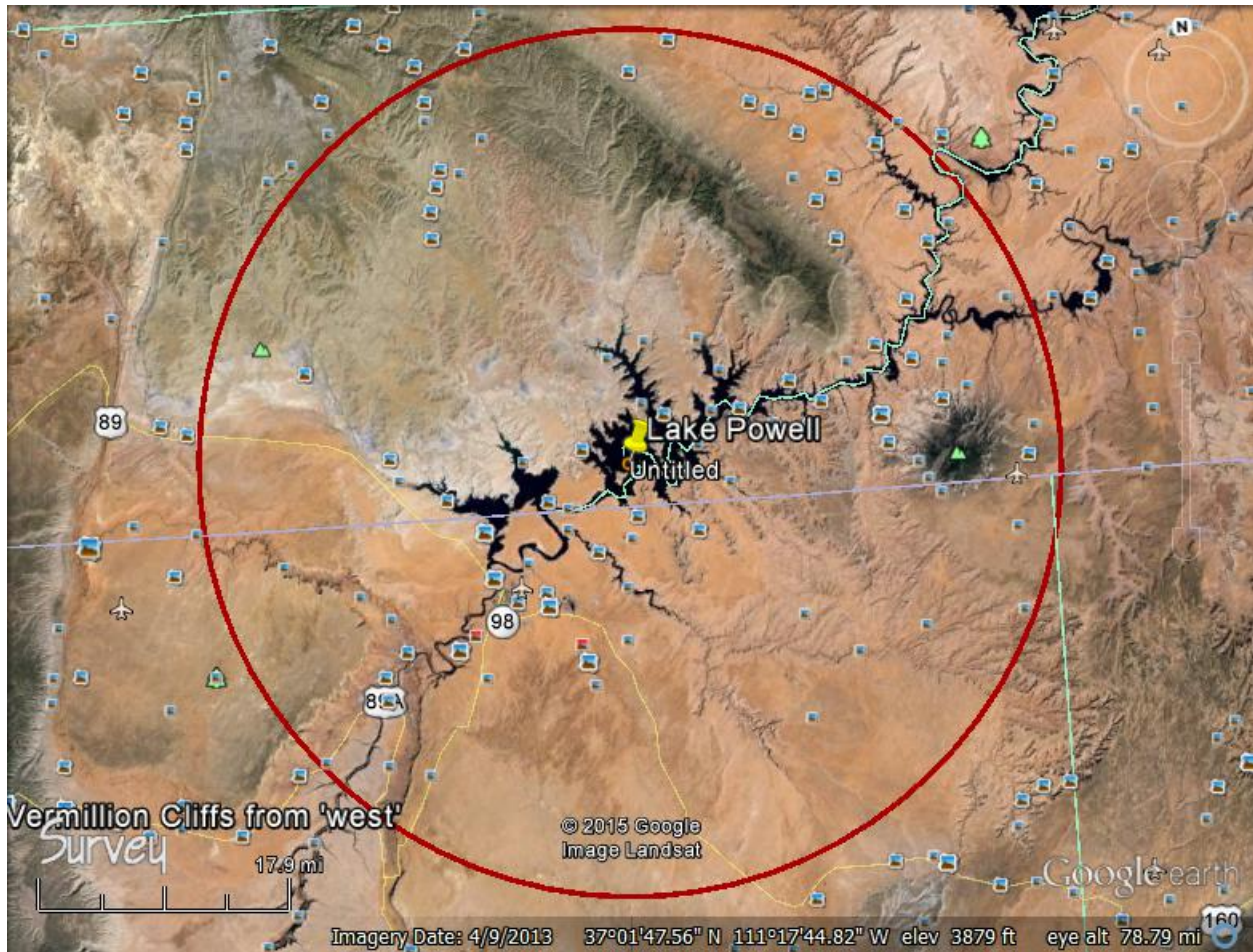 N
89
Lake Powell
Untitled
98
89A
Vermillion Cliffs from 'west'
Survey
17.9 mi
© 2015 Google
Image Landsat
Google earth
160
Imagery Date: 4/9/2013 37°01'47.56" N 111°17'44.82" W elev 3879 ft eye alt 78.79 mi